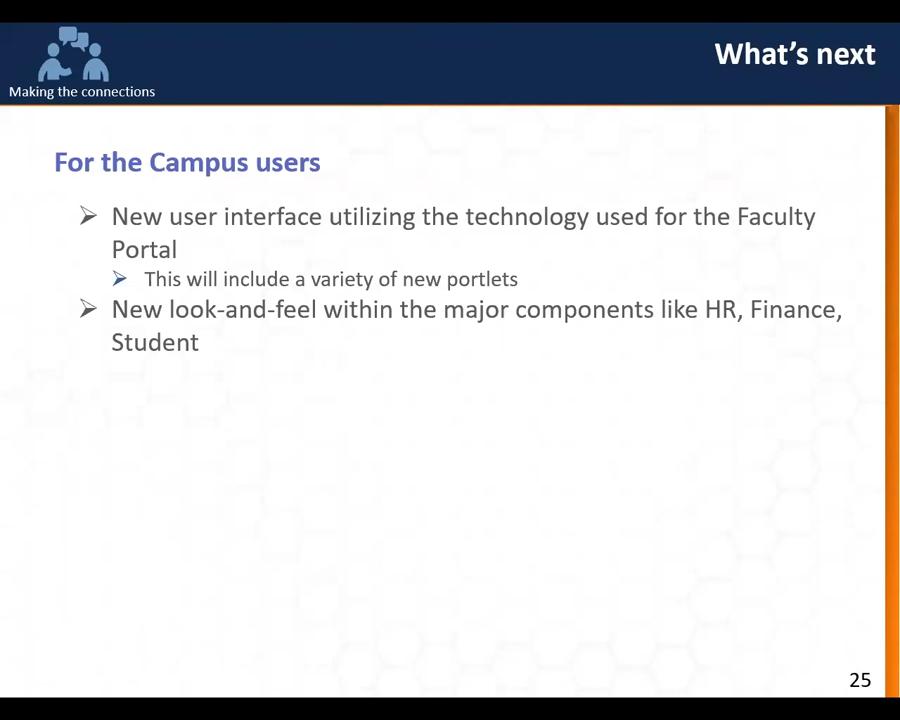 What's next
Making the connections
For the Campus users
New user interface utilizing the technology used for the Faculty
Portal
This will include a variety of new portlets
New look-and-feel within the major components like HR, Finance,
Student
25